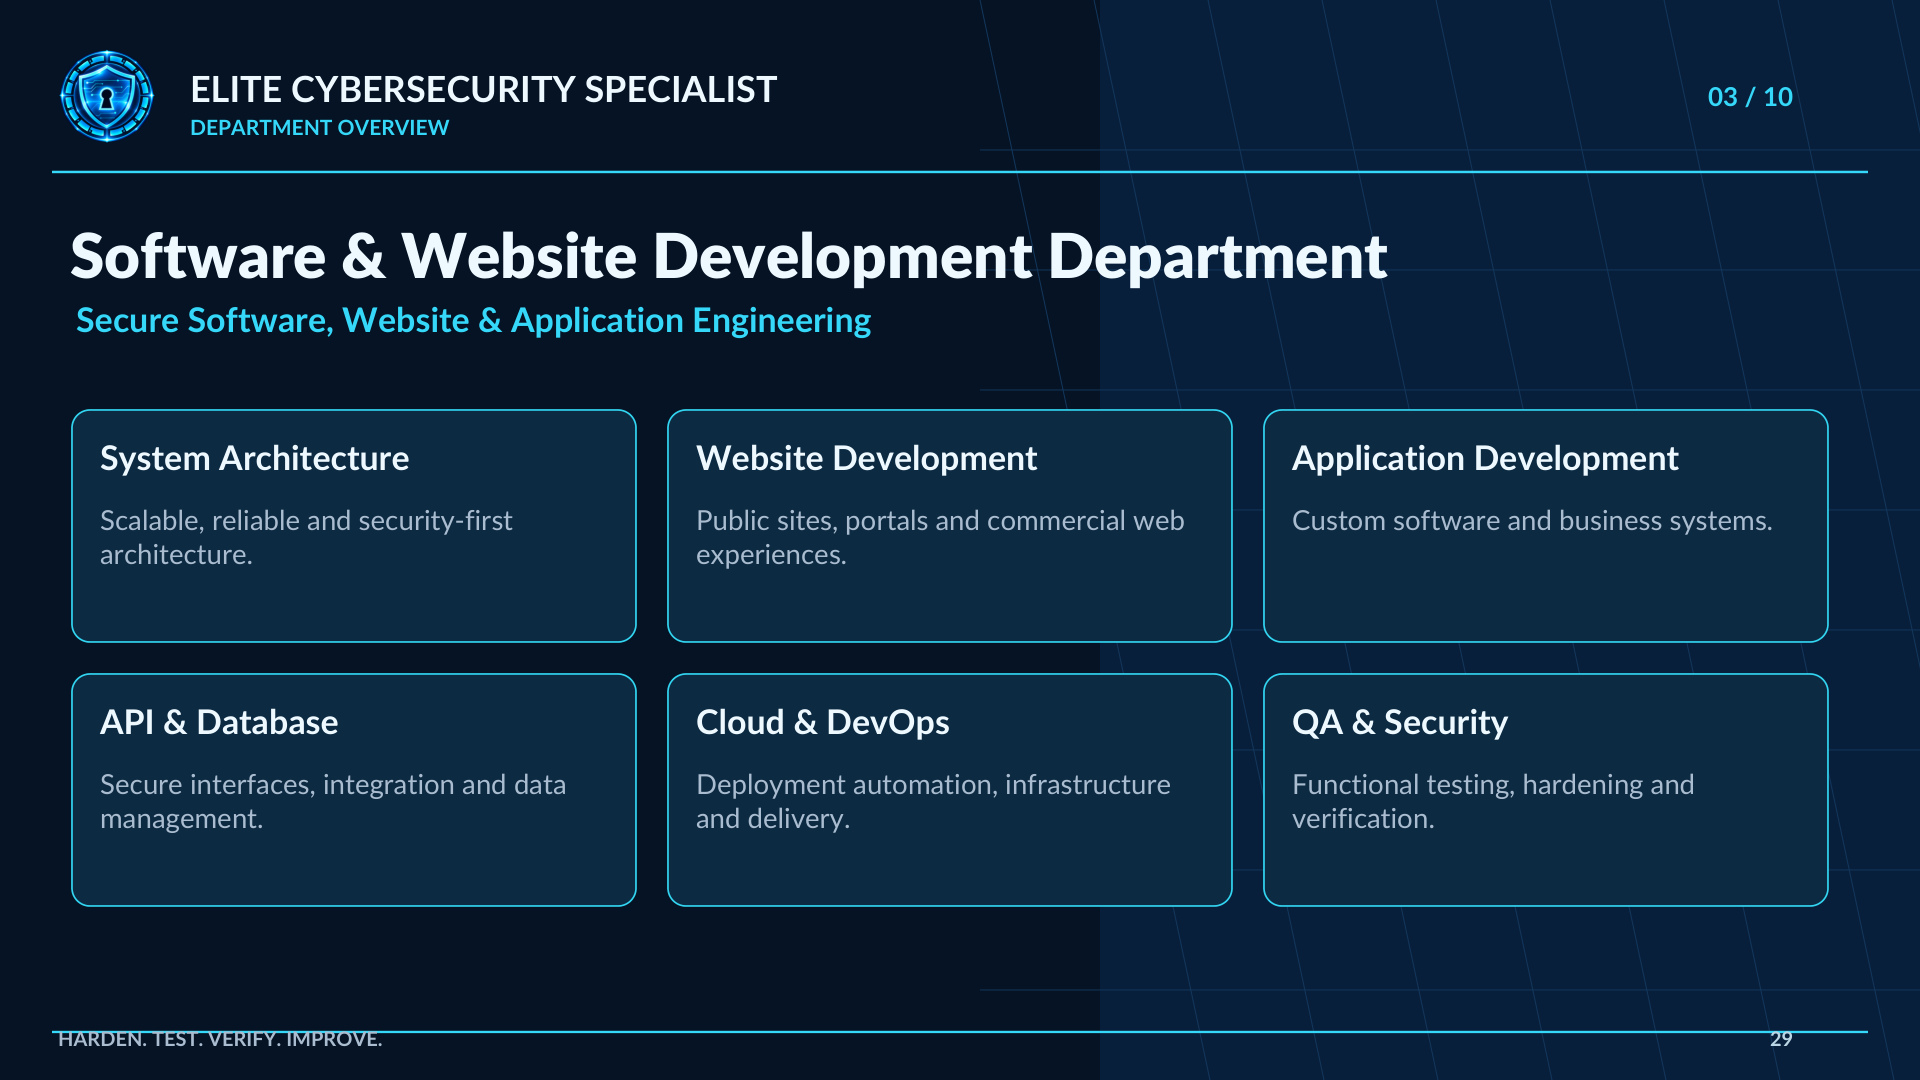 ELITE CYBERSECURITY SPECIALIST
DEPARTMENT OVERVIEW
03 / 10
Software & Website Development Department
Secure Software, Website & Application Engineering
System Architecture
Scalable, reliable and security-first
architecture.
Website Development
Public sites, portals and commercial web
experiences.
Application Development
Custom software and business systems.
API & Database
Secure interfaces, integration and data
management.
Cloud & DevOps
Deployment automation, infrastructure
and delivery.
QA & Security
Functional testing, hardening and
verification.
HARDEN. TEST. VERIFY. IMPROVE.
29